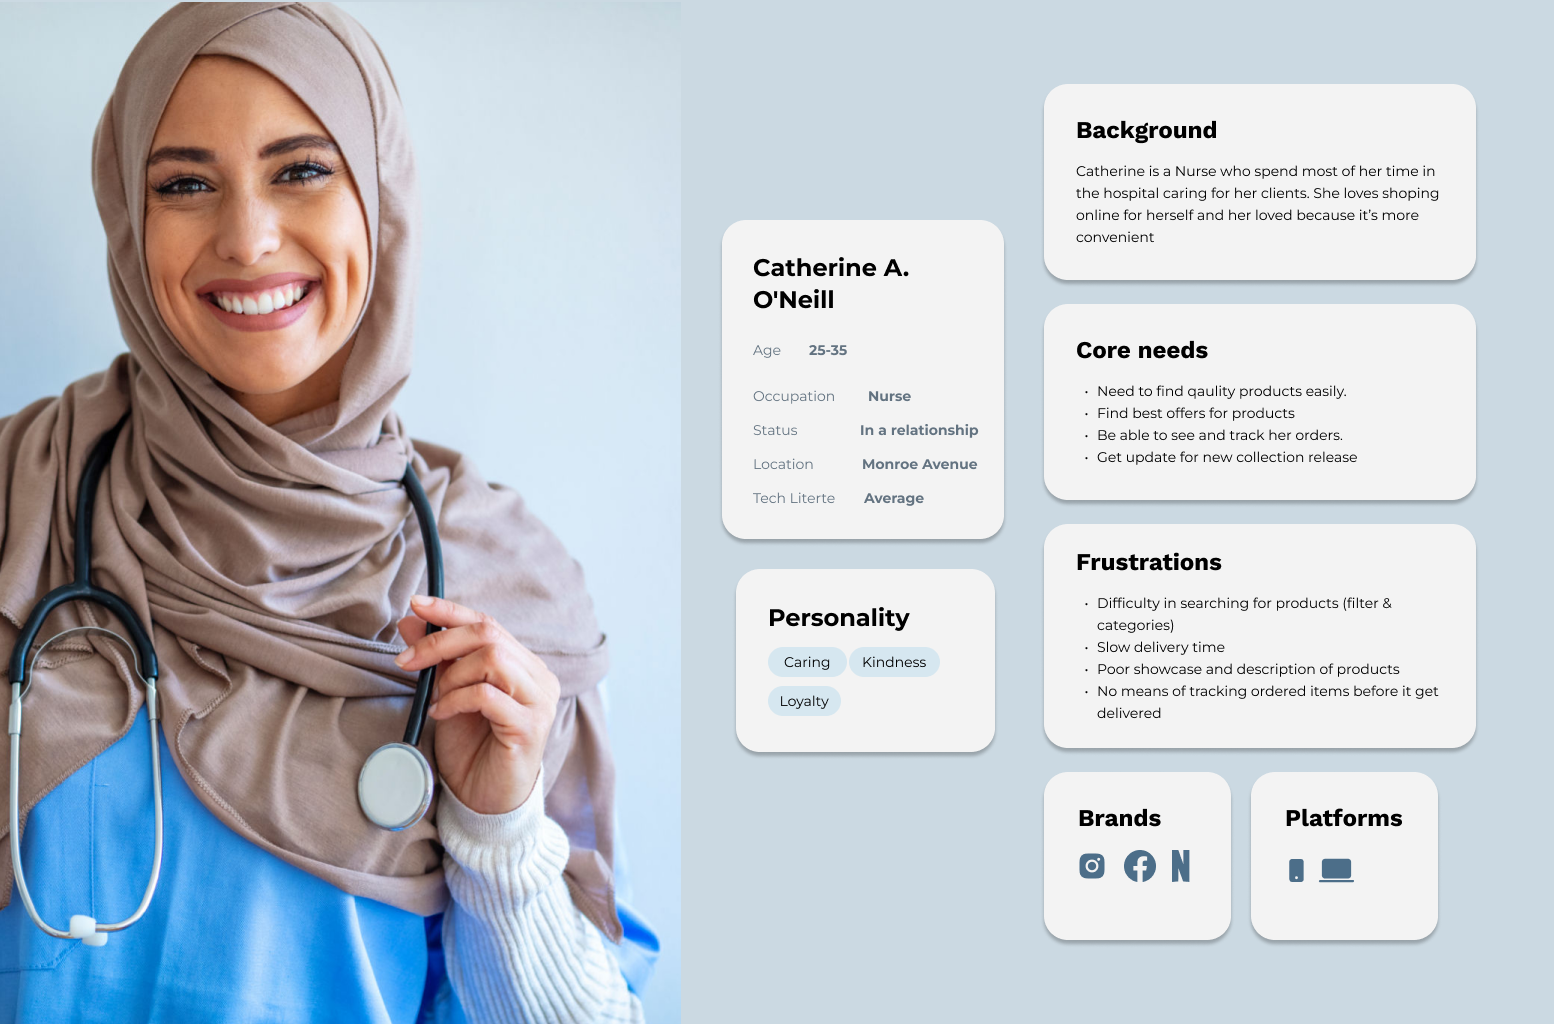 Catherine A.
O'Neill
Age 25-35
Occupation Nurse
Status In a relationship
Location Monroe Avenue
Tech Literte Average
Personality
Caring Kindness
Loyalty
Background
Catherine is a Nurse who spend most of her time in
the hospital caring for her clients. She loves shoping
online for herself and her loved because it’s more
convenient
Core needs
• Need to find qaulity products easily.
• Find best offers for products
• Be able to see and track her orders.
• Get update for new collection release
Frustrations
• Difficulty in searching for products (filter &
categories)
• Slow delivery time
• Poor showcase and description of products
• No means of tracking ordered items before it get
delivered
Brands
Platforms